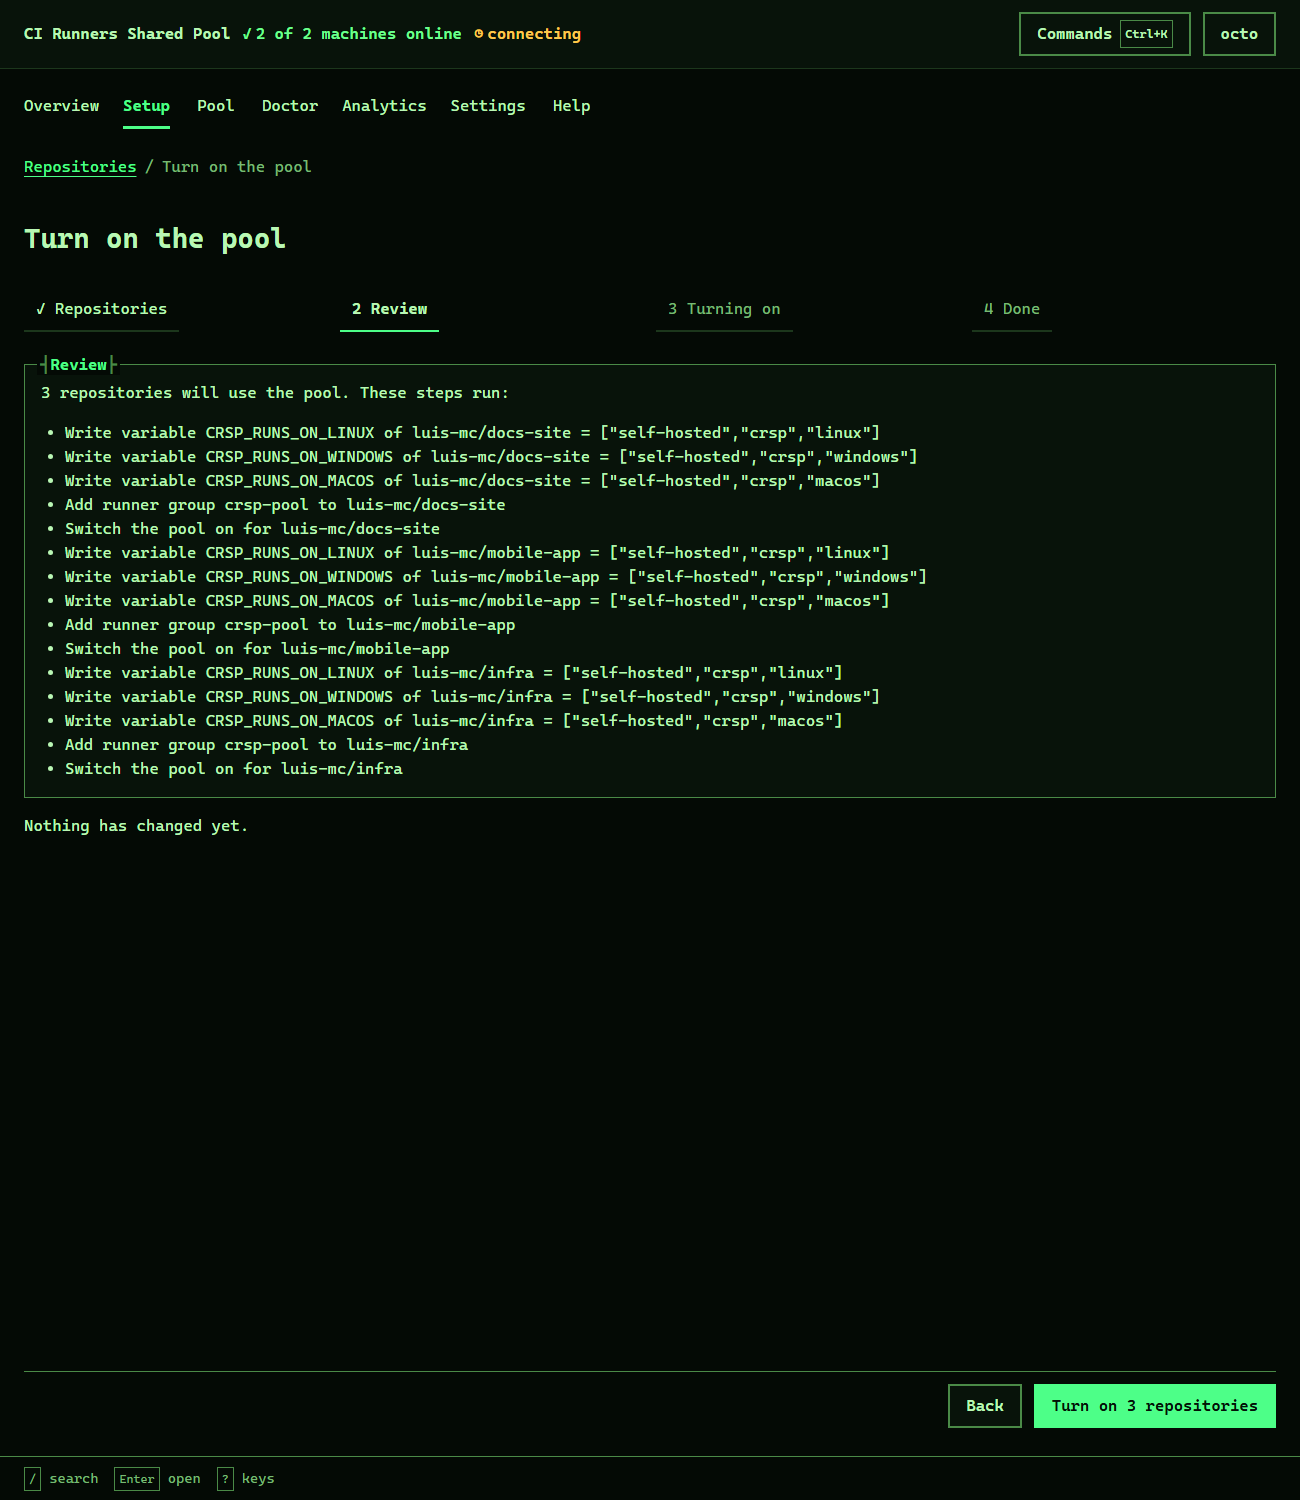 CI Runners Shared Pool ✓ 2 of 2 machines online connecting
Commands Ctrl+K octo
Overview Setup Pool Doctor Analytics Settings Help
Repositories / Turn on the pool
Turn on the pool
✓ Repositories 2 Review 3 Turning on 4 Done
Review
3 repositories will use the pool. These steps run:
• Write variable CRSP_RUNS_ON_LINUX of luis-mc/docs-site = ["self-hosted","crsp","linux"]
• Write variable CRSP_RUNS_ON_WINDOWS of luis-mc/docs-site = ["self-hosted","crsp","windows"]
• Write variable CRSP_RUNS_ON_MACOS of luis-mc/docs-site = ["self-hosted","crsp","macos"]
• Add runner group crsp-pool to luis-mc/docs-site
• Switch the pool on for luis-mc/docs-site
• Write variable CRSP_RUNS_ON_LINUX of luis-mc/mobile-app = ["self-hosted","crsp","linux"]
• Write variable CRSP_RUNS_ON_WINDOWS of luis-mc/mobile-app = ["self-hosted","crsp","windows"]
• Write variable CRSP_RUNS_ON_MACOS of luis-mc/mobile-app = ["self-hosted","crsp","macos"]
• Add runner group crsp-pool to luis-mc/mobile-app
• Switch the pool on for luis-mc/mobile-app
• Write variable CRSP_RUNS_ON_LINUX of luis-mc/infra = ["self-hosted","crsp","linux"]
• Write variable CRSP_RUNS_ON_WINDOWS of luis-mc/infra = ["self-hosted","crsp","windows"]
• Write variable CRSP_RUNS_ON_MACOS of luis-mc/infra = ["self-hosted","crsp","macos"]
• Add runner group crsp-pool to luis-mc/infra
• Switch the pool on for luis-mc/infra
Nothing has changed yet.
Back Turn on 3 repositories
/ search Enter open ? keys